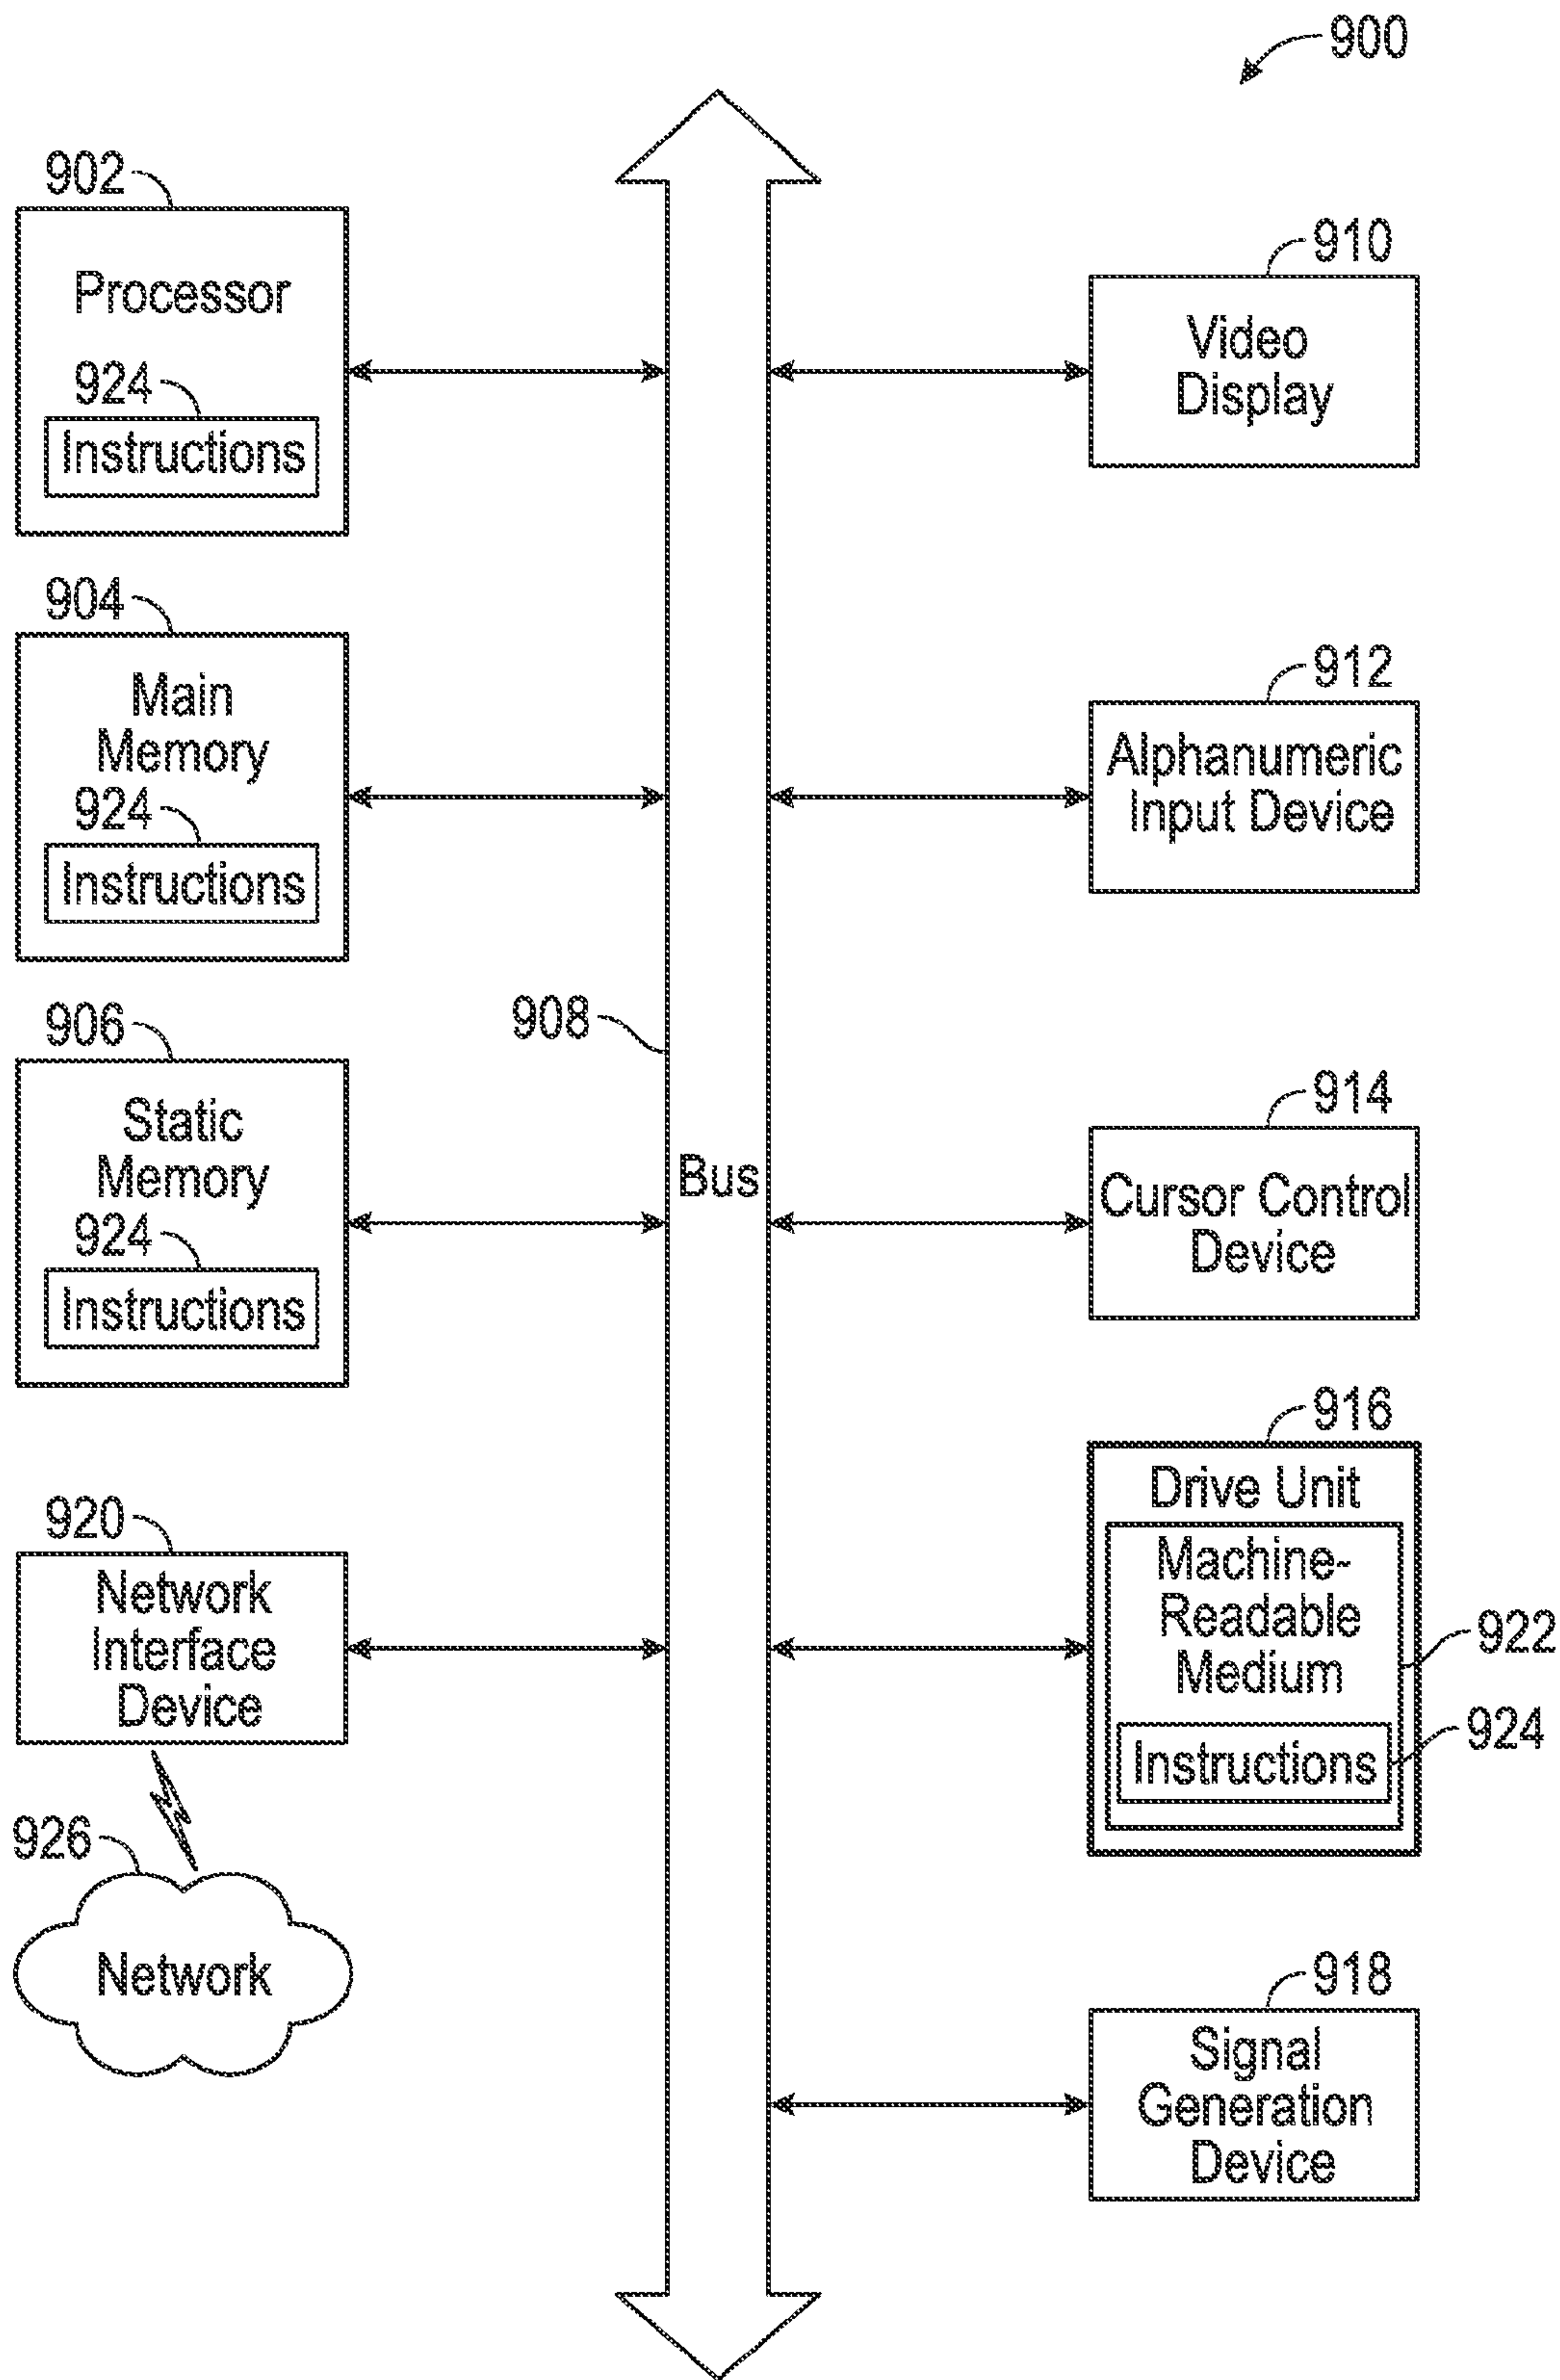 900
902
Processor
924
Instructions
904
Main
Memory
924
Instructions
906
Static
Memory
924
Instructions
920
Network
Interface
Device
926
Network
908
Bus
910
Video
Display
912
Alphanumeric
Input Device
914
Cursor Control
Device
916
Drive Unit
Machine-
Readable
Medium
922
924
Instructions
918
Signal
Generation
Device